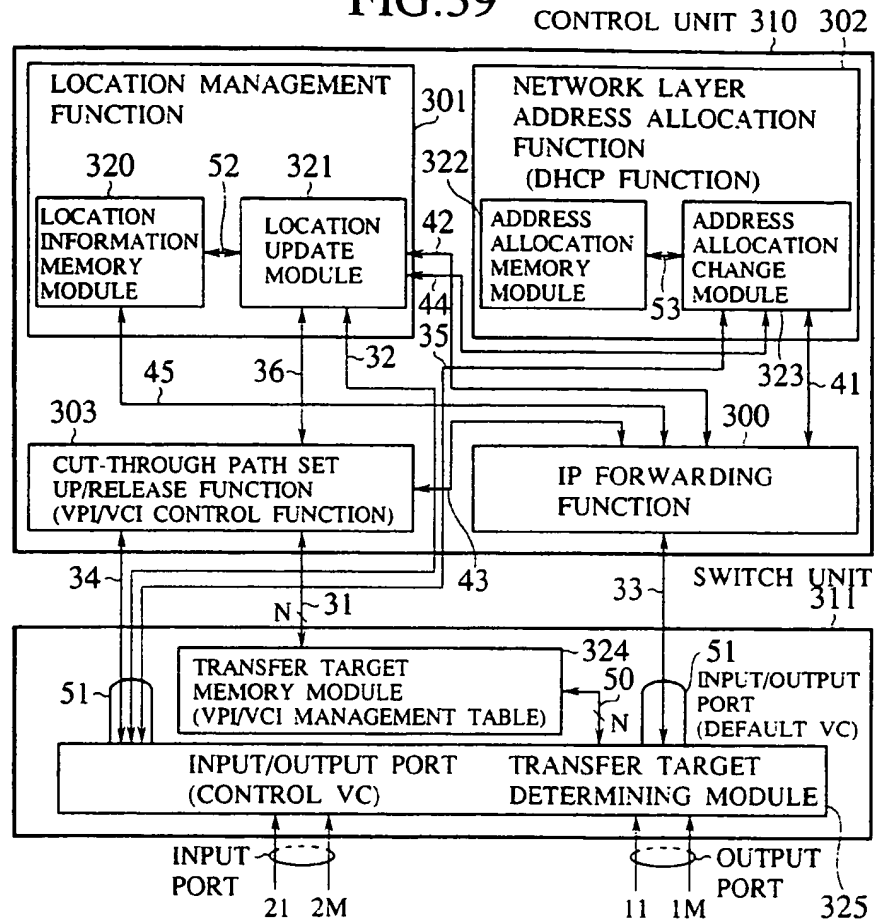 FIG.39
CONTROL UNIT 310 302
LOCATION MANAGEMENT
FUNCTION
301
NETWORK LAYER
ADDRESS ALLOCATION
FUNCTION
(DHCP FUNCTION)
320 52 321
322
LOCATION
INFORMATION
MEMORY
MODULE
LOCATION
UPDATE
MODULE
42
44
ADDRESS
ALLOCATION
MEMORY
MODULE
53
ADDRESS
ALLOCATION
CHANGE
MODULE
45 36 32 35
323 41
303
300
CUT-THROUGH PATH SET
UP/RELEASE FUNCTION
(VPI/VCI CONTROL FUNCTION)
IP FORWARDING
FUNCTION
34
N 31
43
33
SWITCH UNIT
311
324
51
TRANSFER TARGET
MEMORY MODULE
(VPI/VCI MANAGEMENT TABLE)
50
N
51
INPUT/OUTPUT
PORT
(DEFAULT VC)
INPUT/OUTPUT PORT
(CONTROL VC)
TRANSFER TARGET
DETERMINING MODULE
INPUT
PORT
OUTPUT
PORT
21 2M 11 1M 325